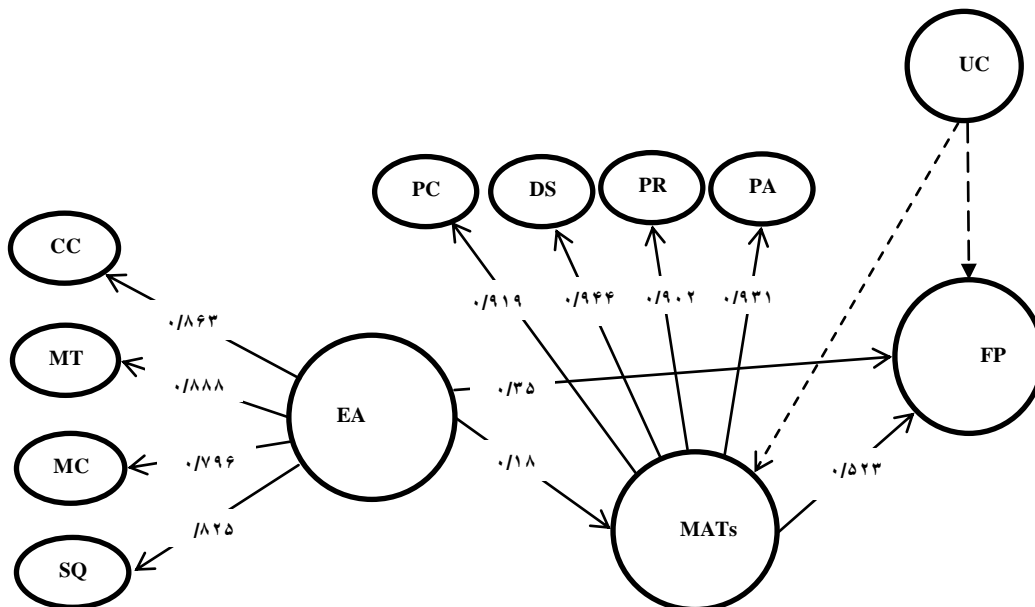 UC
PC
DS
PR
PA
CC
۰/۹۱۹
۰/۹۴۴
۰/۹۰۲
۰/۹۳۱
۰/۸۶۳
MT
FP
۰/۸۸۸
۰/۳۵
EA
MC
۰/۷۹۶
۰/۱۸
۰/۵۲۳
/۸۲۵
MATs
SQ